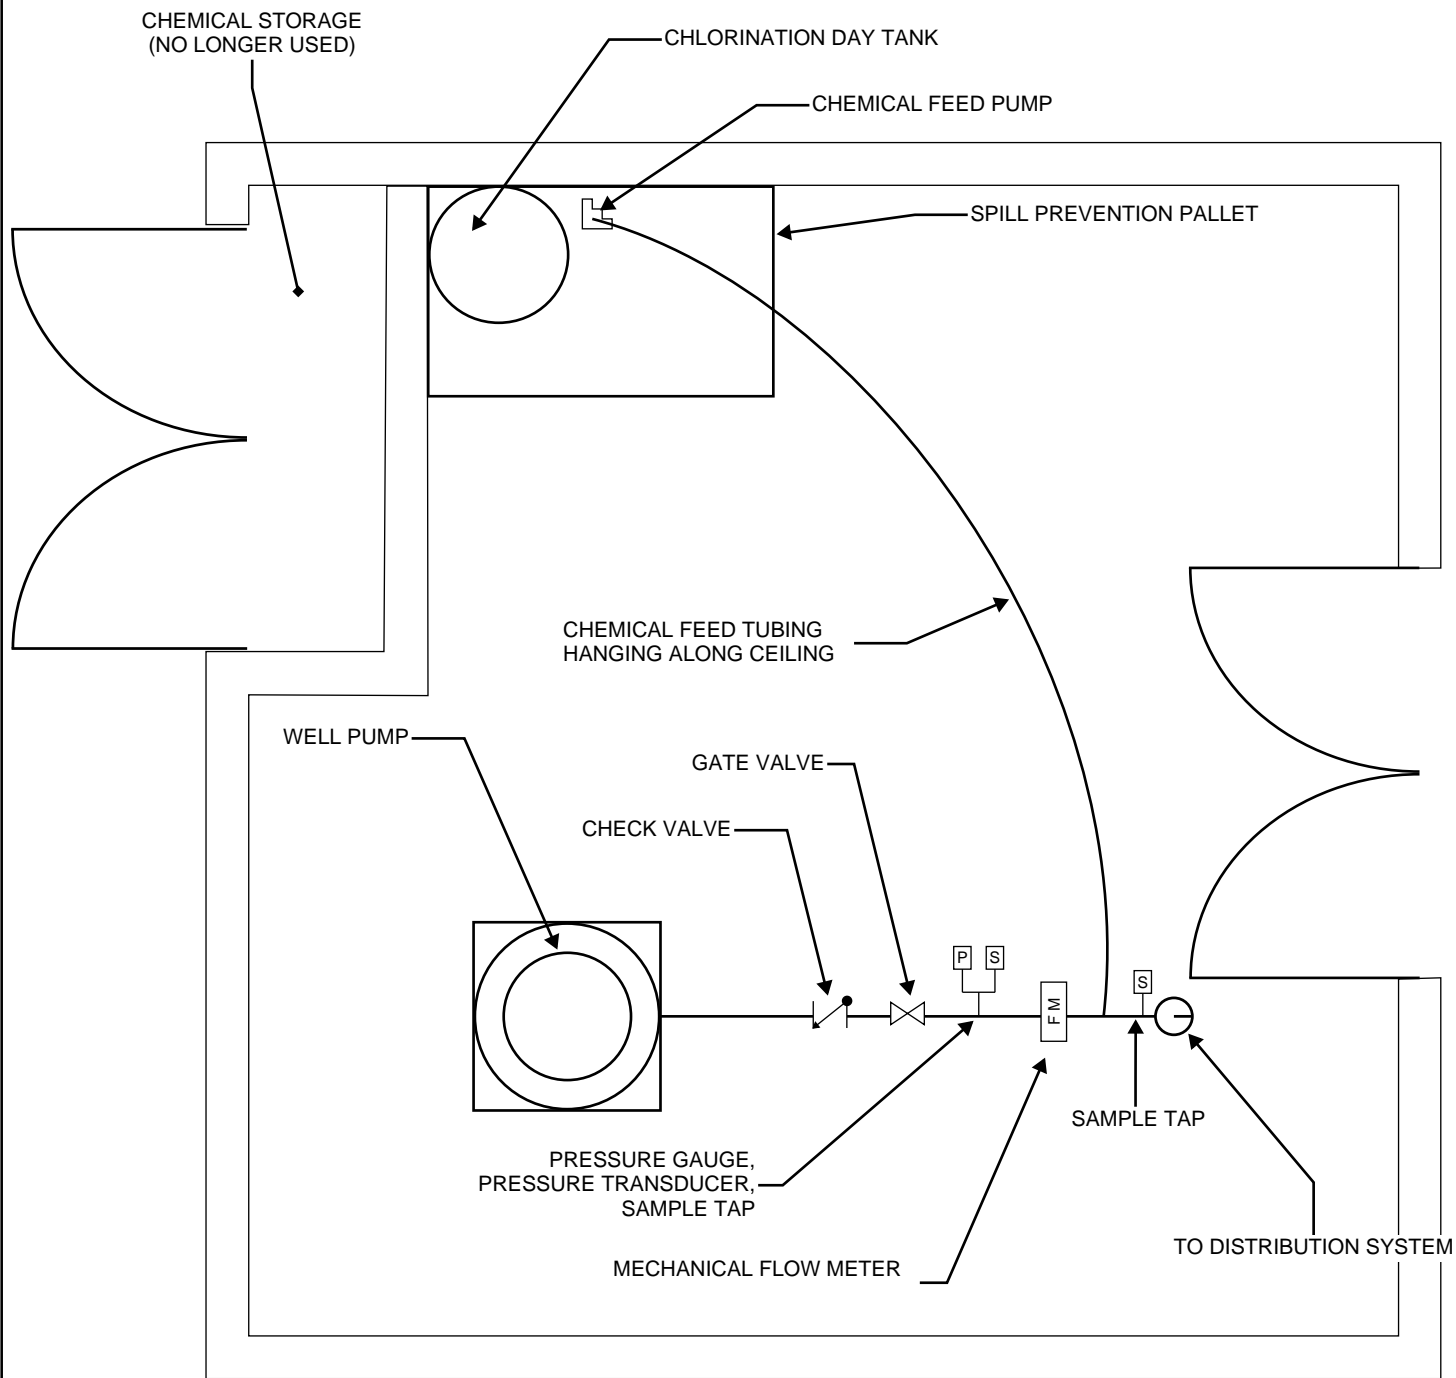 CHEMICAL STORAGE
(NO LONGER USED)
CHLORINATION DAY TANK
CHEMICAL FEED PUMP
SPILL PREVENTION PALLET
CHEMICAL FEED TUBING
HANGING ALONG CEILING
WELL PUMP
GATE VALVE
CHECK VALVE
P S
S
FM
SAMPLE TAP
PRESSURE GAUGE,
PRESSURE TRANSDUCER,
SAMPLE TAP
TO DISTRIBUTION SYSTEM
MECHANICAL FLOW METER